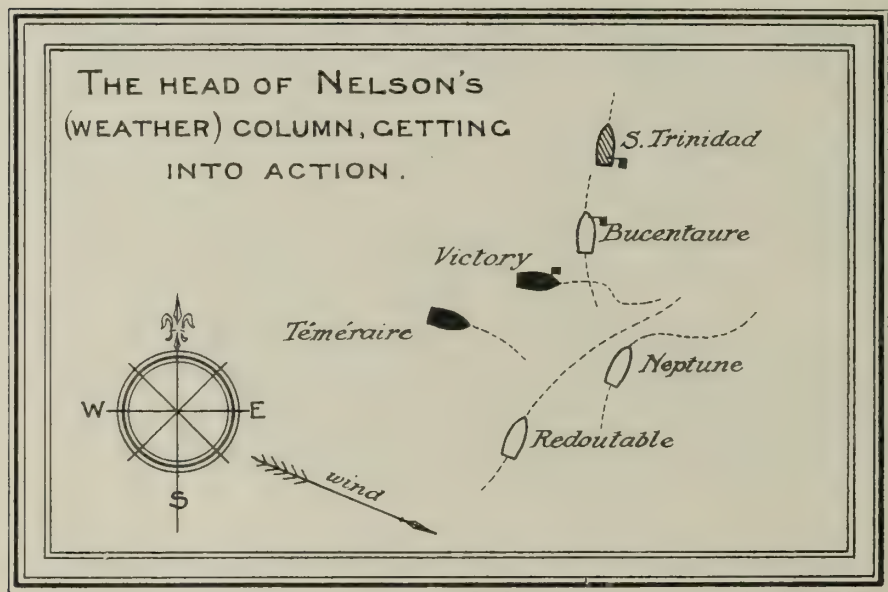 THE HEAD OF NELSON'S
(WEATHER) COLUMN, GETTING
INTO ACTION.
S. Trinidad
Bucentaure
Victory
Téméraire
Neptune
Redoutable
W
E
S
wind